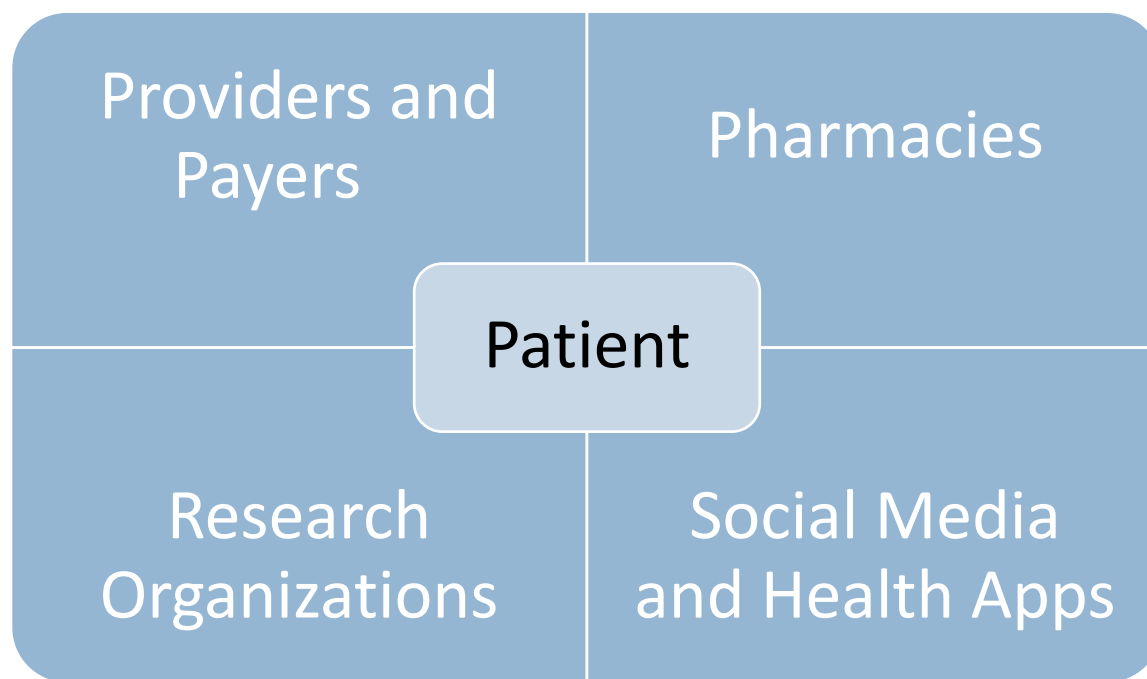 Providers and
Payers
Pharmacies
Patient
Research
Organizations
Social Media
and Health Apps